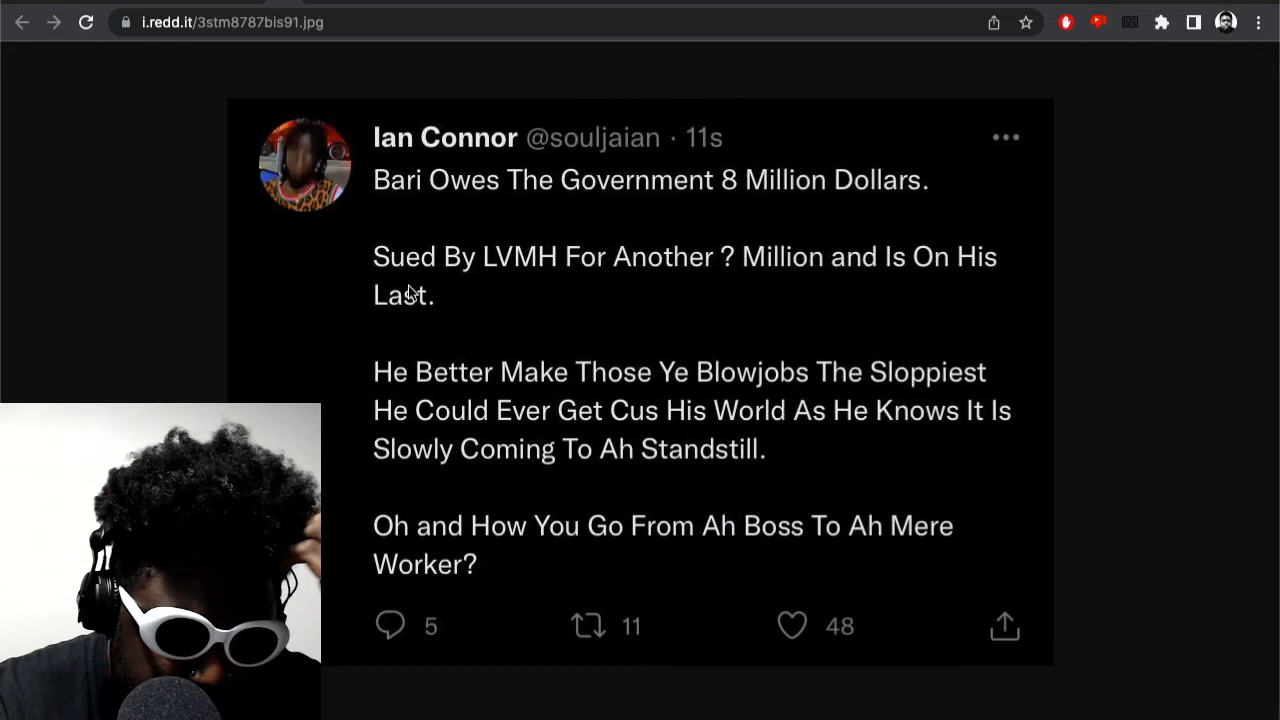 i.redd.it/3stm8787bis91.jpg
Ian Connor @souljaian · 11s
Bari Owes The Government 8 Million Dollars.
Sued By LVMH For Another ? Million and Is On His
Last.
He Better Make Those Ye Blowjobs The Sloppiest
He Could Ever Get Cus His World As He Knows It Is
Slowly Coming To Ah Standstill.
Oh and How You Go From Ah Boss To Ah Mere
Worker?
5 11 48